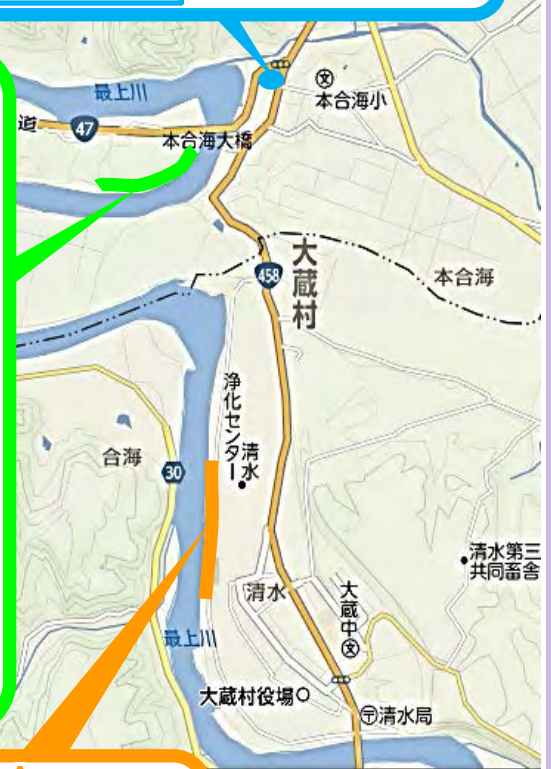 最上川
文
本合海小
道
47
本合海大橋
大蔵村
458
本合海
浄化センター
清水
合海
30
清水第三
共同畜舎
清水
大蔵中
文
最上川
大蔵村役場
〒清水局